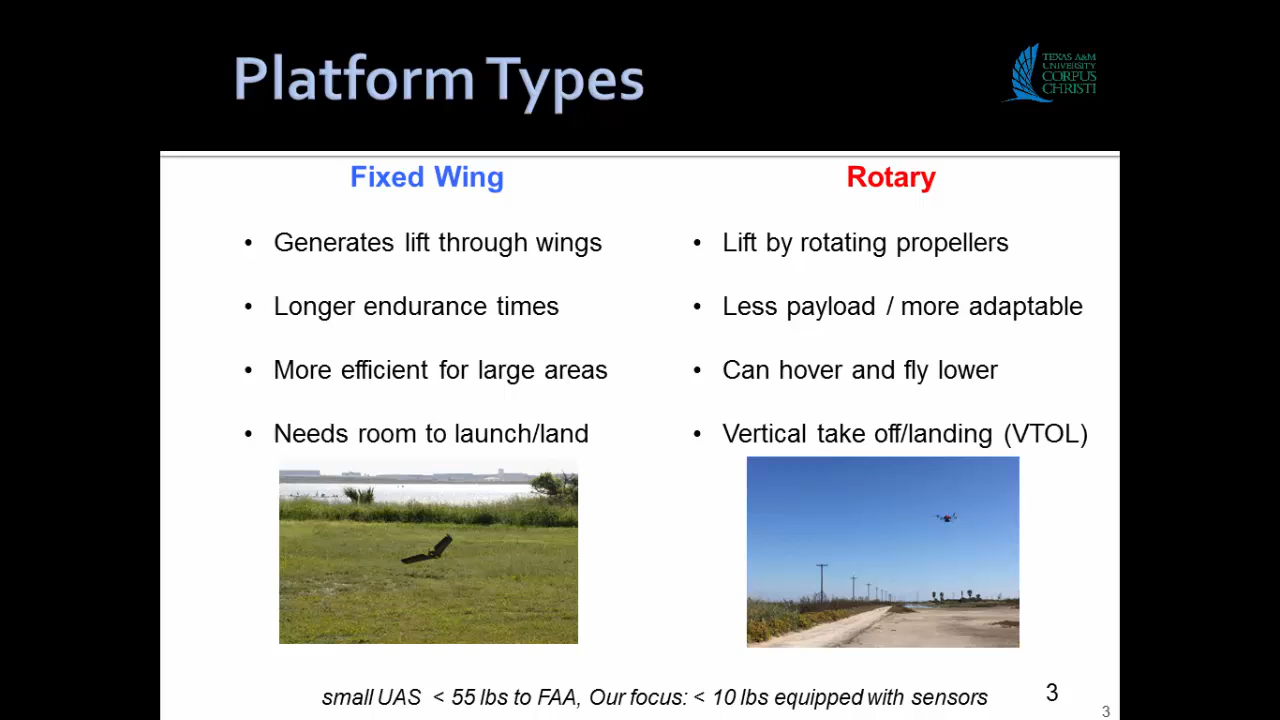 Platform Types
TEXAS A&M
UNIVERSITY
CORPUS
CHRISTI
Fixed Wing
• Generates lift through wings
• Longer endurance times
• More efficient for large areas
• Needs room to launch/land
Rotary
• Lift by rotating propellers
• Less payload / more adaptable
• Can hover and fly lower
• Vertical take off/landing (VTOL)
small UAS < 55 lbs to FAA, Our focus: < 10 lbs equipped with sensors
3
3